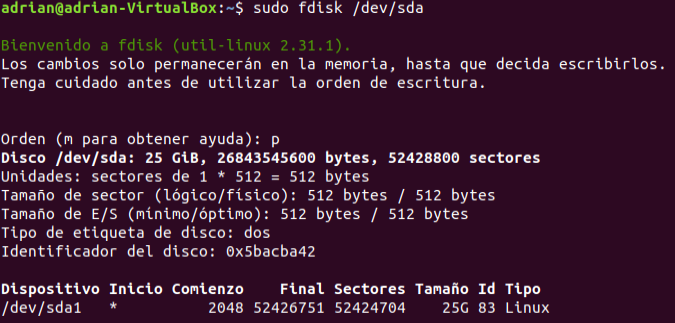 adrian@adrian-VirtualBox:~$ sudo fdisk /dev/sda
Bienvenido a fdisk (util-linux 2.31.1).
Los cambios solo permanecerán en la memoria, hasta que decida escribirlos.
Tenga cuidado antes de utilizar la orden de escritura.
Orden (m para obtener ayuda): p
Disco /dev/sda: 25 GiB, 26843545600 bytes, 52428800 sectores
Unidades: sectores de 1 * 512 = 512 bytes
Tamaño de sector (lógico/físico): 512 bytes / 512 bytes
Tamaño de E/S (mínimo/óptimo): 512 bytes / 512 bytes
Tipo de etiqueta de disco: dos
Identificador del disco: 0x5bacba42
Dispositivo Inicio Comienzo Final Sectores Tamaño Id Tipo
/dev/sda1 * 2048 52426751 52424704 25G 83 Linux